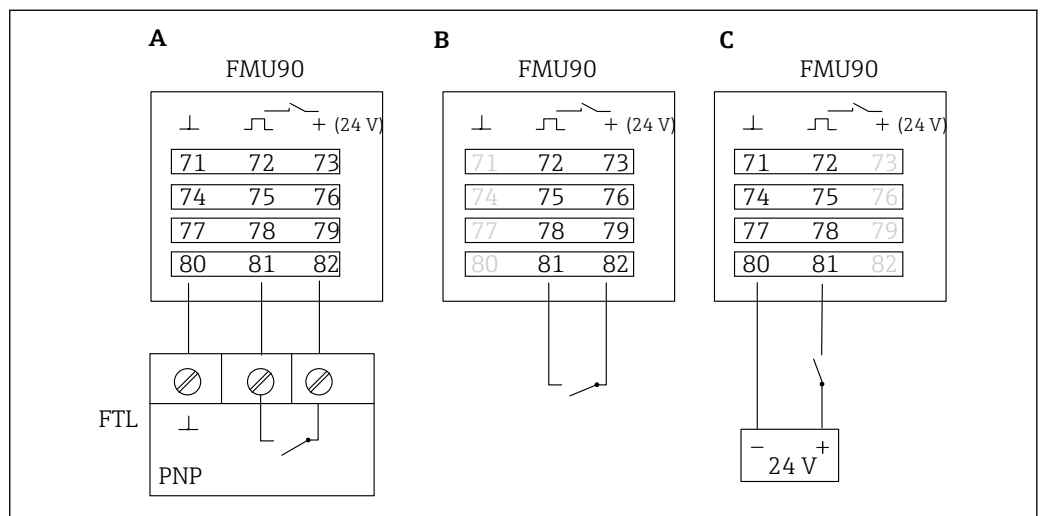 A B C
FMU90 FMU90 FMU90
+ (24 V) + (24 V) + (24 V)
71 72 73 71 72 73 71 72 73
74 75 76 74 75 76 74 75 76
77 78 79 77 78 79 77 78 79
80 81 82 80 81 82 80 81 82
FTL
PNP
- +
24 V